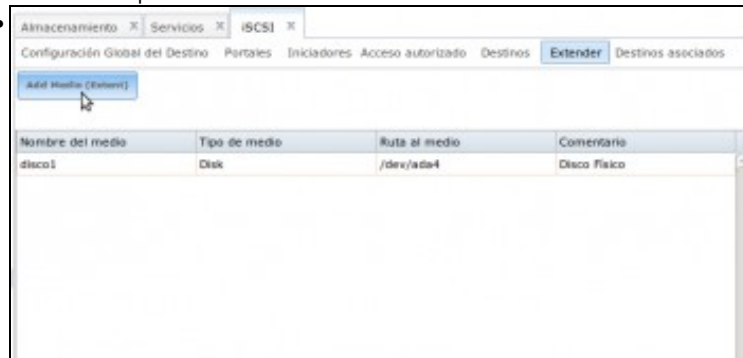 Almacenamiento Servicios iSCSI
Configuración Global del Destino Portales Iniciadores Acceso autorizado Destinos Extender Destinos asociados
Add Medio (Extent)
Nombre del medio Tipo de medio Ruta al medio Comentario
disco1 Disk /dev/ada4 Disco Físico